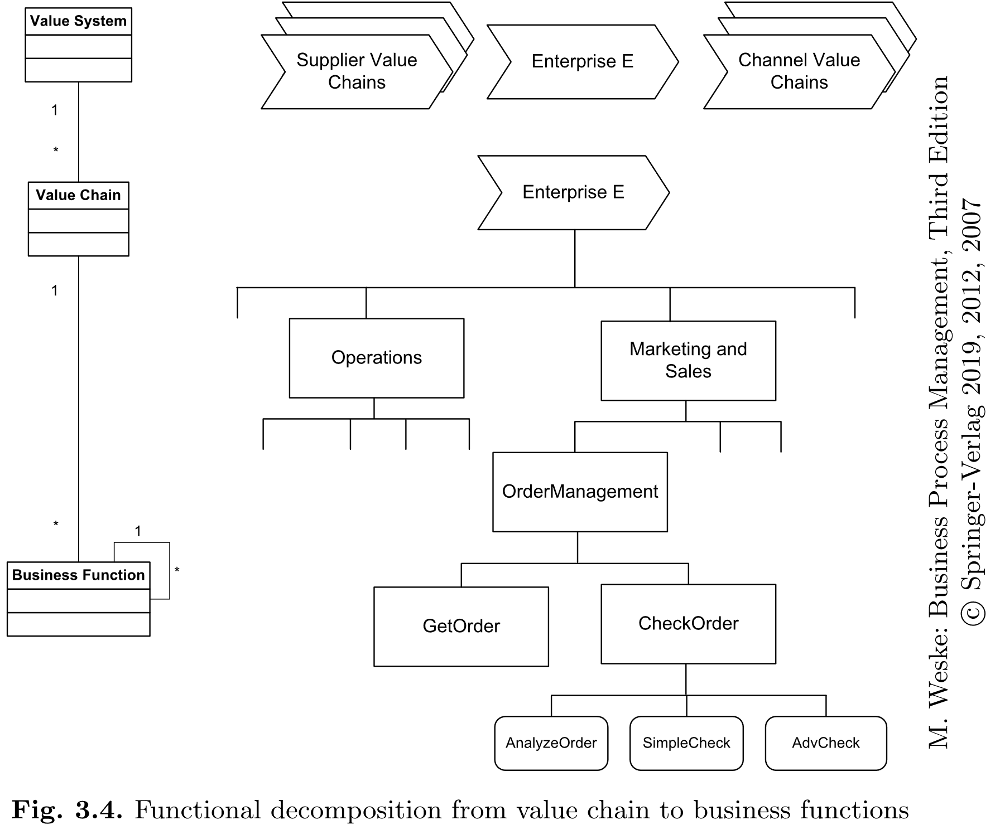 Value System
1
*
Value Chain
1
*
1
*
Business Function
Supplier Value
Chains
Enterprise E
Channel Value
Chains
Enterprise E
Operations
Marketing and
Sales
OrderManagement
GetOrder
CheckOrder
AnalyzeOrder
SimpleCheck
AdvCheck
M. Weske: Business Process Management, Third Edition
© Springer-Verlag 2019, 2012, 2007
Fig. 3.4. Functional decomposition from value chain to business functions